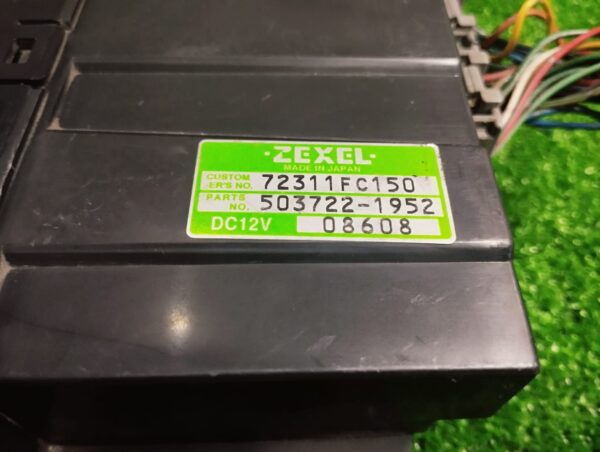 ·ZEXEL·
MADE IN JAPAN
CUSTOM
-ER'S NO. 72311FC150
PARTS
NO. 503722-1952
DC12V 08608